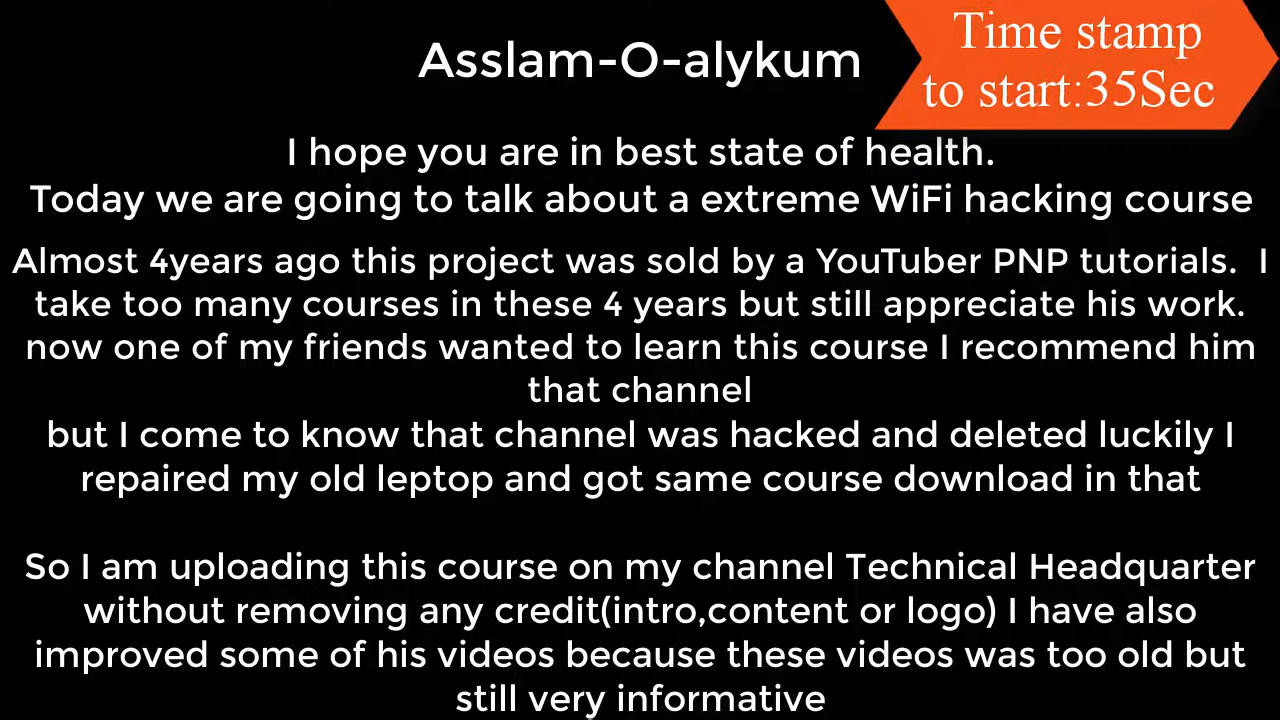 Time stamp
to start:35Sec
Asslam-O-alykum
I hope you are in best state of health.
Today we are going to talk about a extreme WiFi hacking course
Almost 4years ago this project was sold by a YouTuber PNP tutorials.  I
take too many courses in these 4 years but still appreciate his work.
now one of my friends wanted to learn this course I recommend him
that channel
but I come to know that channel was hacked and deleted luckily I
repaired my old leptop and got same course download in that
So I am uploading this course on my channel Technical Headquarter
without removing any credit(intro,content or logo) I have also
improved some of his videos because these videos was too old but
still very informative